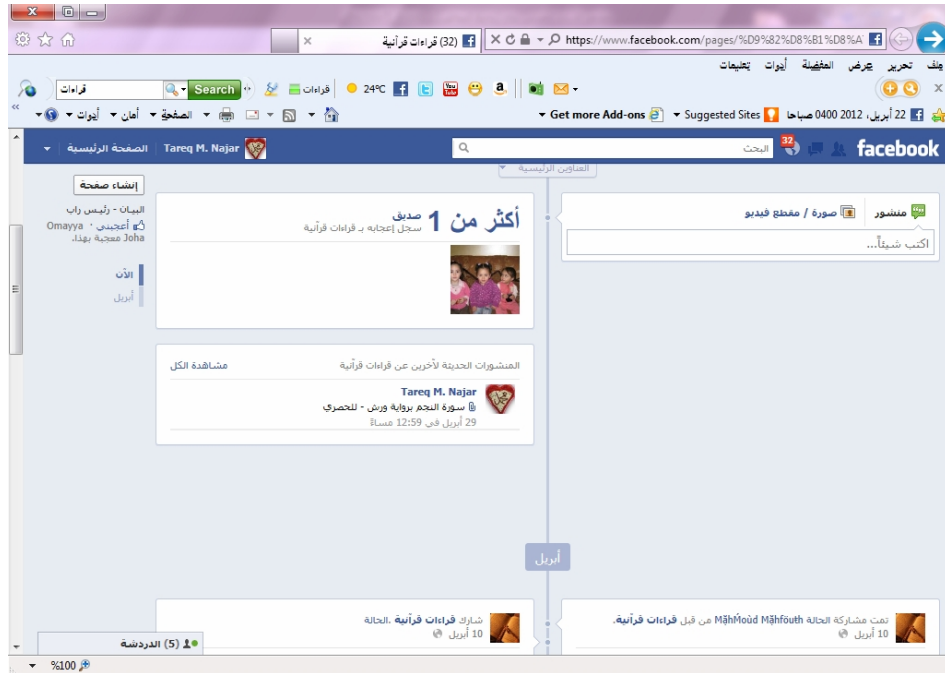 (32) قراءات قرآنية
https://www.facebook.com/pages/%D9%82%D8%B1%D8%A
ملف تحرير عرض المفضلة أدوات تعليمات
قراءات Search قراءات 24°C
22 أبريل، 2012 0400 صباحا Suggested Sites Get more Add-ons
الصفحة أمان أدوات
facebook
32
البحث
Tareq M. Najar الصفحة الرئيسية
العناوين الرئيسية
إنشاء صفحة
منشور صورة / مقطع فيديو
اكتب شيئاً...
أكثر من 1 صديق
سجل إعجابه بـ قراءات قرآنية
البيان - رئيس راب
أعجبني · Omayya
Joha معجبة بهذا.
الآن
أبريل
المنشورات الحديثة لآخرين عن قراءات قرآنية
مشاهدة الكل
Tareq M. Najar
سورة النجم برواية ورش - للحصري
29 أبريل في 12:59 مساءً
أبريل
تمت مشاركة الحالة MặhḾoùd Mặhföuth من قبل قراءات قرآنية.
10 أبريل
شارك قراءات قرآنية .الحالة
10 أبريل
الدردشة (5)
%100